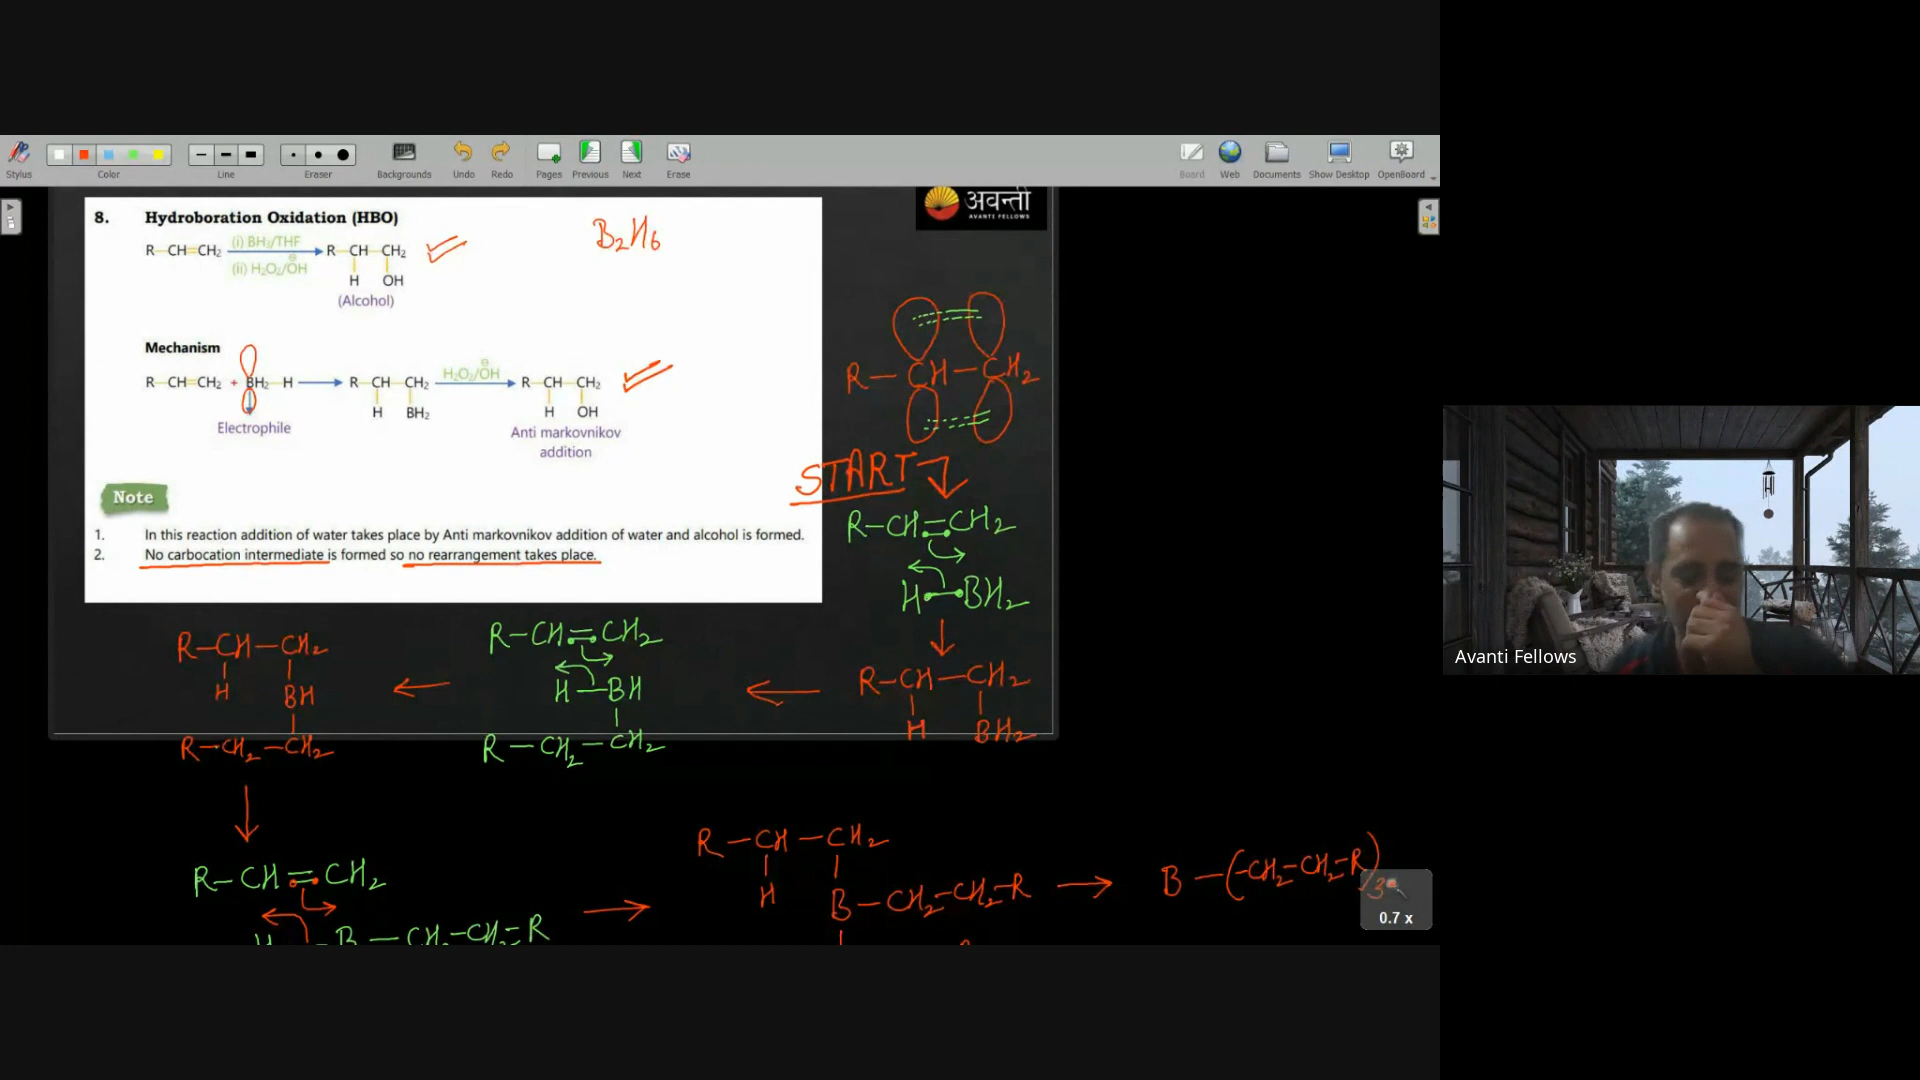 Stylus Color Line Eraser Backgrounds Undo Redo Pages Previous Next Erase Board Web Documents Show Desktop OpenBoard
अवन्ती
AVANTI FELLOWS
8. Hydroboration Oxidation (HBO)
B₂H₆
(i) BH₃/THF
R CH=CH₂ R CH CH₂
(ii) H₂O₂/OH
⊖
H OH
(Alcohol)
Mechanism
⊖
H₂O₂/OH
R CH=CH₂ + BH₂ H R CH CH₂ R CH CH₂
H BH₂ H OH
Electrophile
Anti markovnikov
addition
Note
1. In this reaction addition of water takes place by Anti markovnikov addition of water and alcohol is formed.
2. No carbocation intermediate is formed so no rearrangement takes place.
R—CH—CH₂
START
R—CH=CH₂
H—BH₂
R—CH—CH₂
H BH₂
R—CH=CH₂
H—BH
R—CH₂—CH₂
R—CH—CH₂
H BH
R—CH₂—CH₂
R—CH=CH₂
H B—CH₂—CH₂—R
R—CH—CH₂
H B—CH₂—CH₂—R
B—(CH₂—CH₂—R)₃
0.7 x
Avanti Fellows